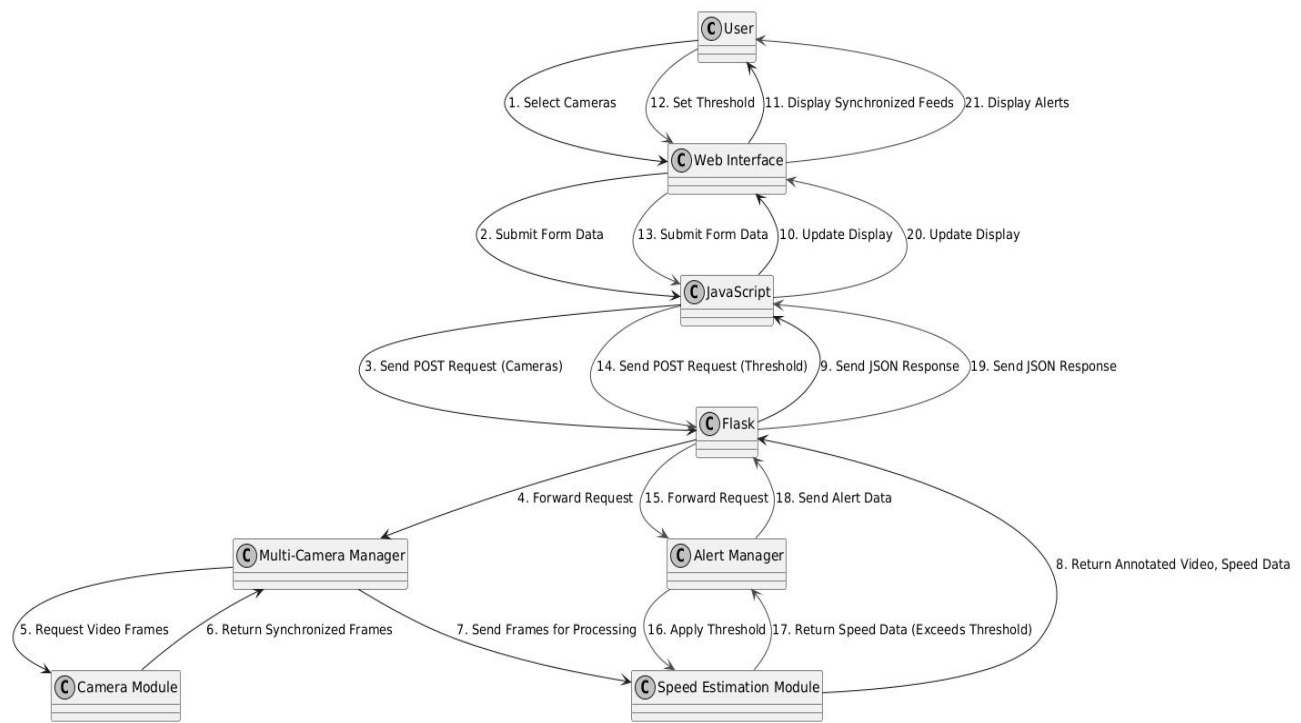 C User
1. Select Cameras
12. Set Threshold
11. Display Synchronized Feeds
21. Display Alerts
C Web Interface
2. Submit Form Data
13. Submit Form Data
10. Update Display
20. Update Display
C JavaScript
3. Send POST Request (Cameras)
14. Send POST Request (Threshold)
9. Send JSON Response
19. Send JSON Response
C Flask
4. Forward Request
15. Forward Request
18. Send Alert Data
C Multi-Camera Manager
C Alert Manager
8. Return Annotated Video, Speed Data
5. Request Video Frames
6. Return Synchronized Frames
7. Send Frames for Processing
16. Apply Threshold
17. Return Speed Data (Exceeds Threshold)
C Camera Module
C Speed Estimation Module